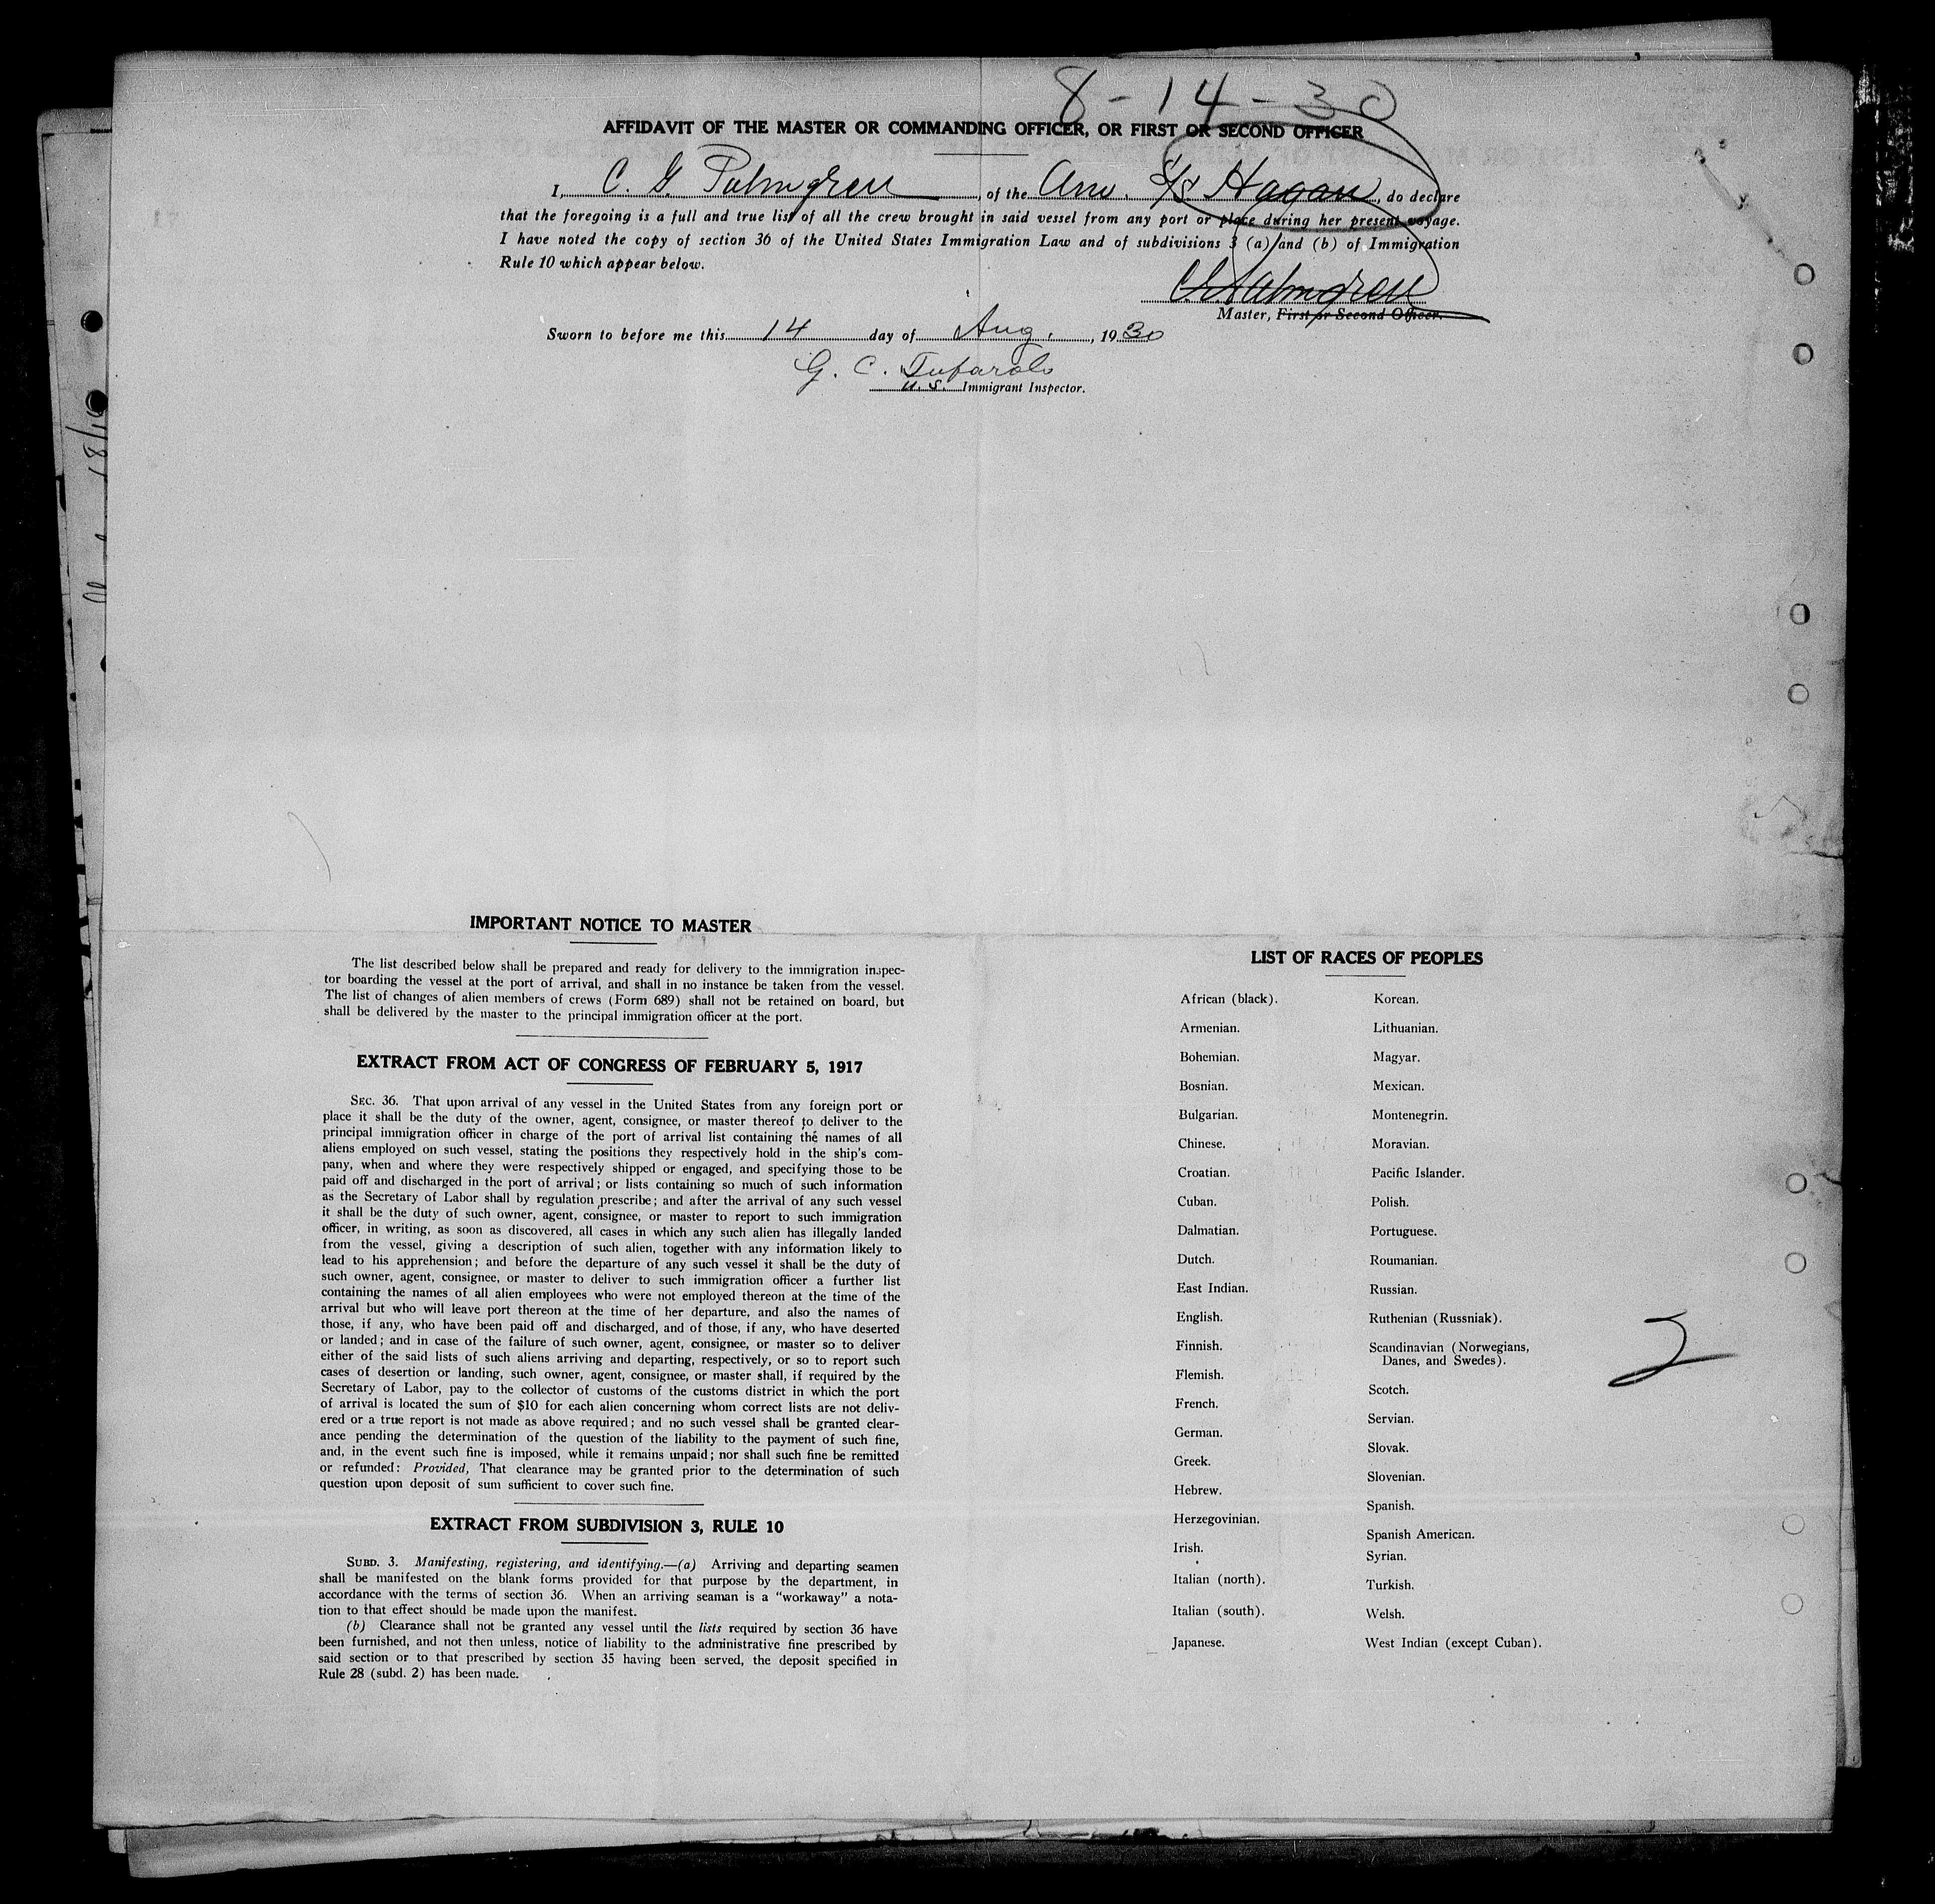 8-14-30
AFFIDAVIT OF THE MASTER OR COMMANDING OFFICER, OR FIRST OR SECOND OFFICER
I, C. G Palmgren, of the Am. S/S Hagan, do declare
that the foregoing is a full and true list of all the crew brought in said vessel from any port or place during her present voyage.
I have noted the copy of section 36 of the United States Immigration Law and of subdivisions 3 (a) and (b) of Immigration
Rule 10 which appear below.
C. G. Palmgren
Master, First or Second Officer.
Sworn to before me this 14 day of Aug., 1930
G. C.
U. S. Immigrant Inspector.
IMPORTANT NOTICE TO MASTER
The list described below shall be prepared and ready for delivery to the immigration inspec-
tor boarding the vessel at the port of arrival, and shall in no instance be taken from the vessel.
The list of changes of alien members of crews (Form 689) shall not be retained on board, but
shall be delivered by the master to the principal immigration officer at the port.
EXTRACT FROM ACT OF CONGRESS OF FEBRUARY 5, 1917
SEC. 36. That upon arrival of any vessel in the United States from any foreign port or
place it shall be the duty of the owner, agent, consignee, or master thereof to deliver to the
principal immigration officer in charge of the port of arrival list containing the names of all
aliens employed on such vessel, stating the positions they respectively hold in the ship's com-
pany, when and where they were respectively shipped or engaged, and specifying those to be
paid off and discharged in the port of arrival; or lists containing so much of such information
as the Secretary of Labor shall by regulation prescribe; and after the arrival of any such vessel
it shall be the duty of such owner, agent, consignee, or master to report to such immigration
officer, in writing, as soon as discovered, all cases in which any such alien has illegally landed
from the vessel, giving a description of such alien, together with any information likely to
lead to his apprehension; and before the departure of any such vessel it shall be the duty of
such owner, agent, consignee, or master to deliver to such immigration officer a further list
containing the names of all alien employees who were not employed thereon at the time of the
arrival but who will leave port thereon at the time of her departure, and also the names of
those, if any, who have been paid off and discharged, and of those, if any, who have deserted
or landed; and in case of the failure of such owner, agent, consignee, or master so to deliver
either of the said lists of such aliens arriving and departing, respectively, or so to report such
cases of desertion or landing, such owner, agent, consignee, or master shall, if required by the
Secretary of Labor, pay to the collector of customs of the customs district in which the port
of arrival is located the sum of $10 for each alien concerning whom correct lists are not deliv-
ered or a true report is not made as above required; and no such vessel shall be granted clear-
ance pending the determination of the question of the liability to the payment of such fine,
and, in the event such fine is imposed, while it remains unpaid; nor shall such fine be remitted
or refunded: Provided, That clearance may be granted prior to the determination of such
question upon deposit of sum sufficient to cover such fine.
EXTRACT FROM SUBDIVISION 3, RULE 10
SUBD. 3. Manifesting, registering, and identifying.—(a) Arriving and departing seamen
shall be manifested on the blank forms provided for that purpose by the department, in
accordance with the terms of section 36. When an arriving seaman is a "workaway" a nota-
tion to that effect should be made upon the manifest.
(b) Clearance shall not be granted any vessel until the lists required by section 36 have
been furnished, and not then unless, notice of liability to the administrative fine prescribed by
said section or to that prescribed by section 35 having been served, the deposit specified in
Rule 28 (subd. 2) has been made.
LIST OF RACES OF PEOPLES
African (black).
Armenian.
Bohemian.
Bosnian.
Bulgarian.
Chinese.
Croatian.
Cuban.
Dalmatian.
Dutch.
East Indian.
English.
Finnish.
Flemish.
French.
German.
Greek.
Hebrew.
Herzegovinian.
Irish.
Italian (north).
Italian (south).
Japanese.
Korean.
Lithuanian.
Magyar.
Mexican.
Montenegrin.
Moravian.
Pacific Islander.
Polish.
Portuguese.
Roumanian.
Russian.
Ruthenian (Russniak).
Scandinavian (Norwegians,
Danes, and Swedes).
Scotch.
Servian.
Slovak.
Slovenian.
Spanish.
Spanish American.
Syrian.
Turkish.
Welsh.
West Indian (except Cuban).
2